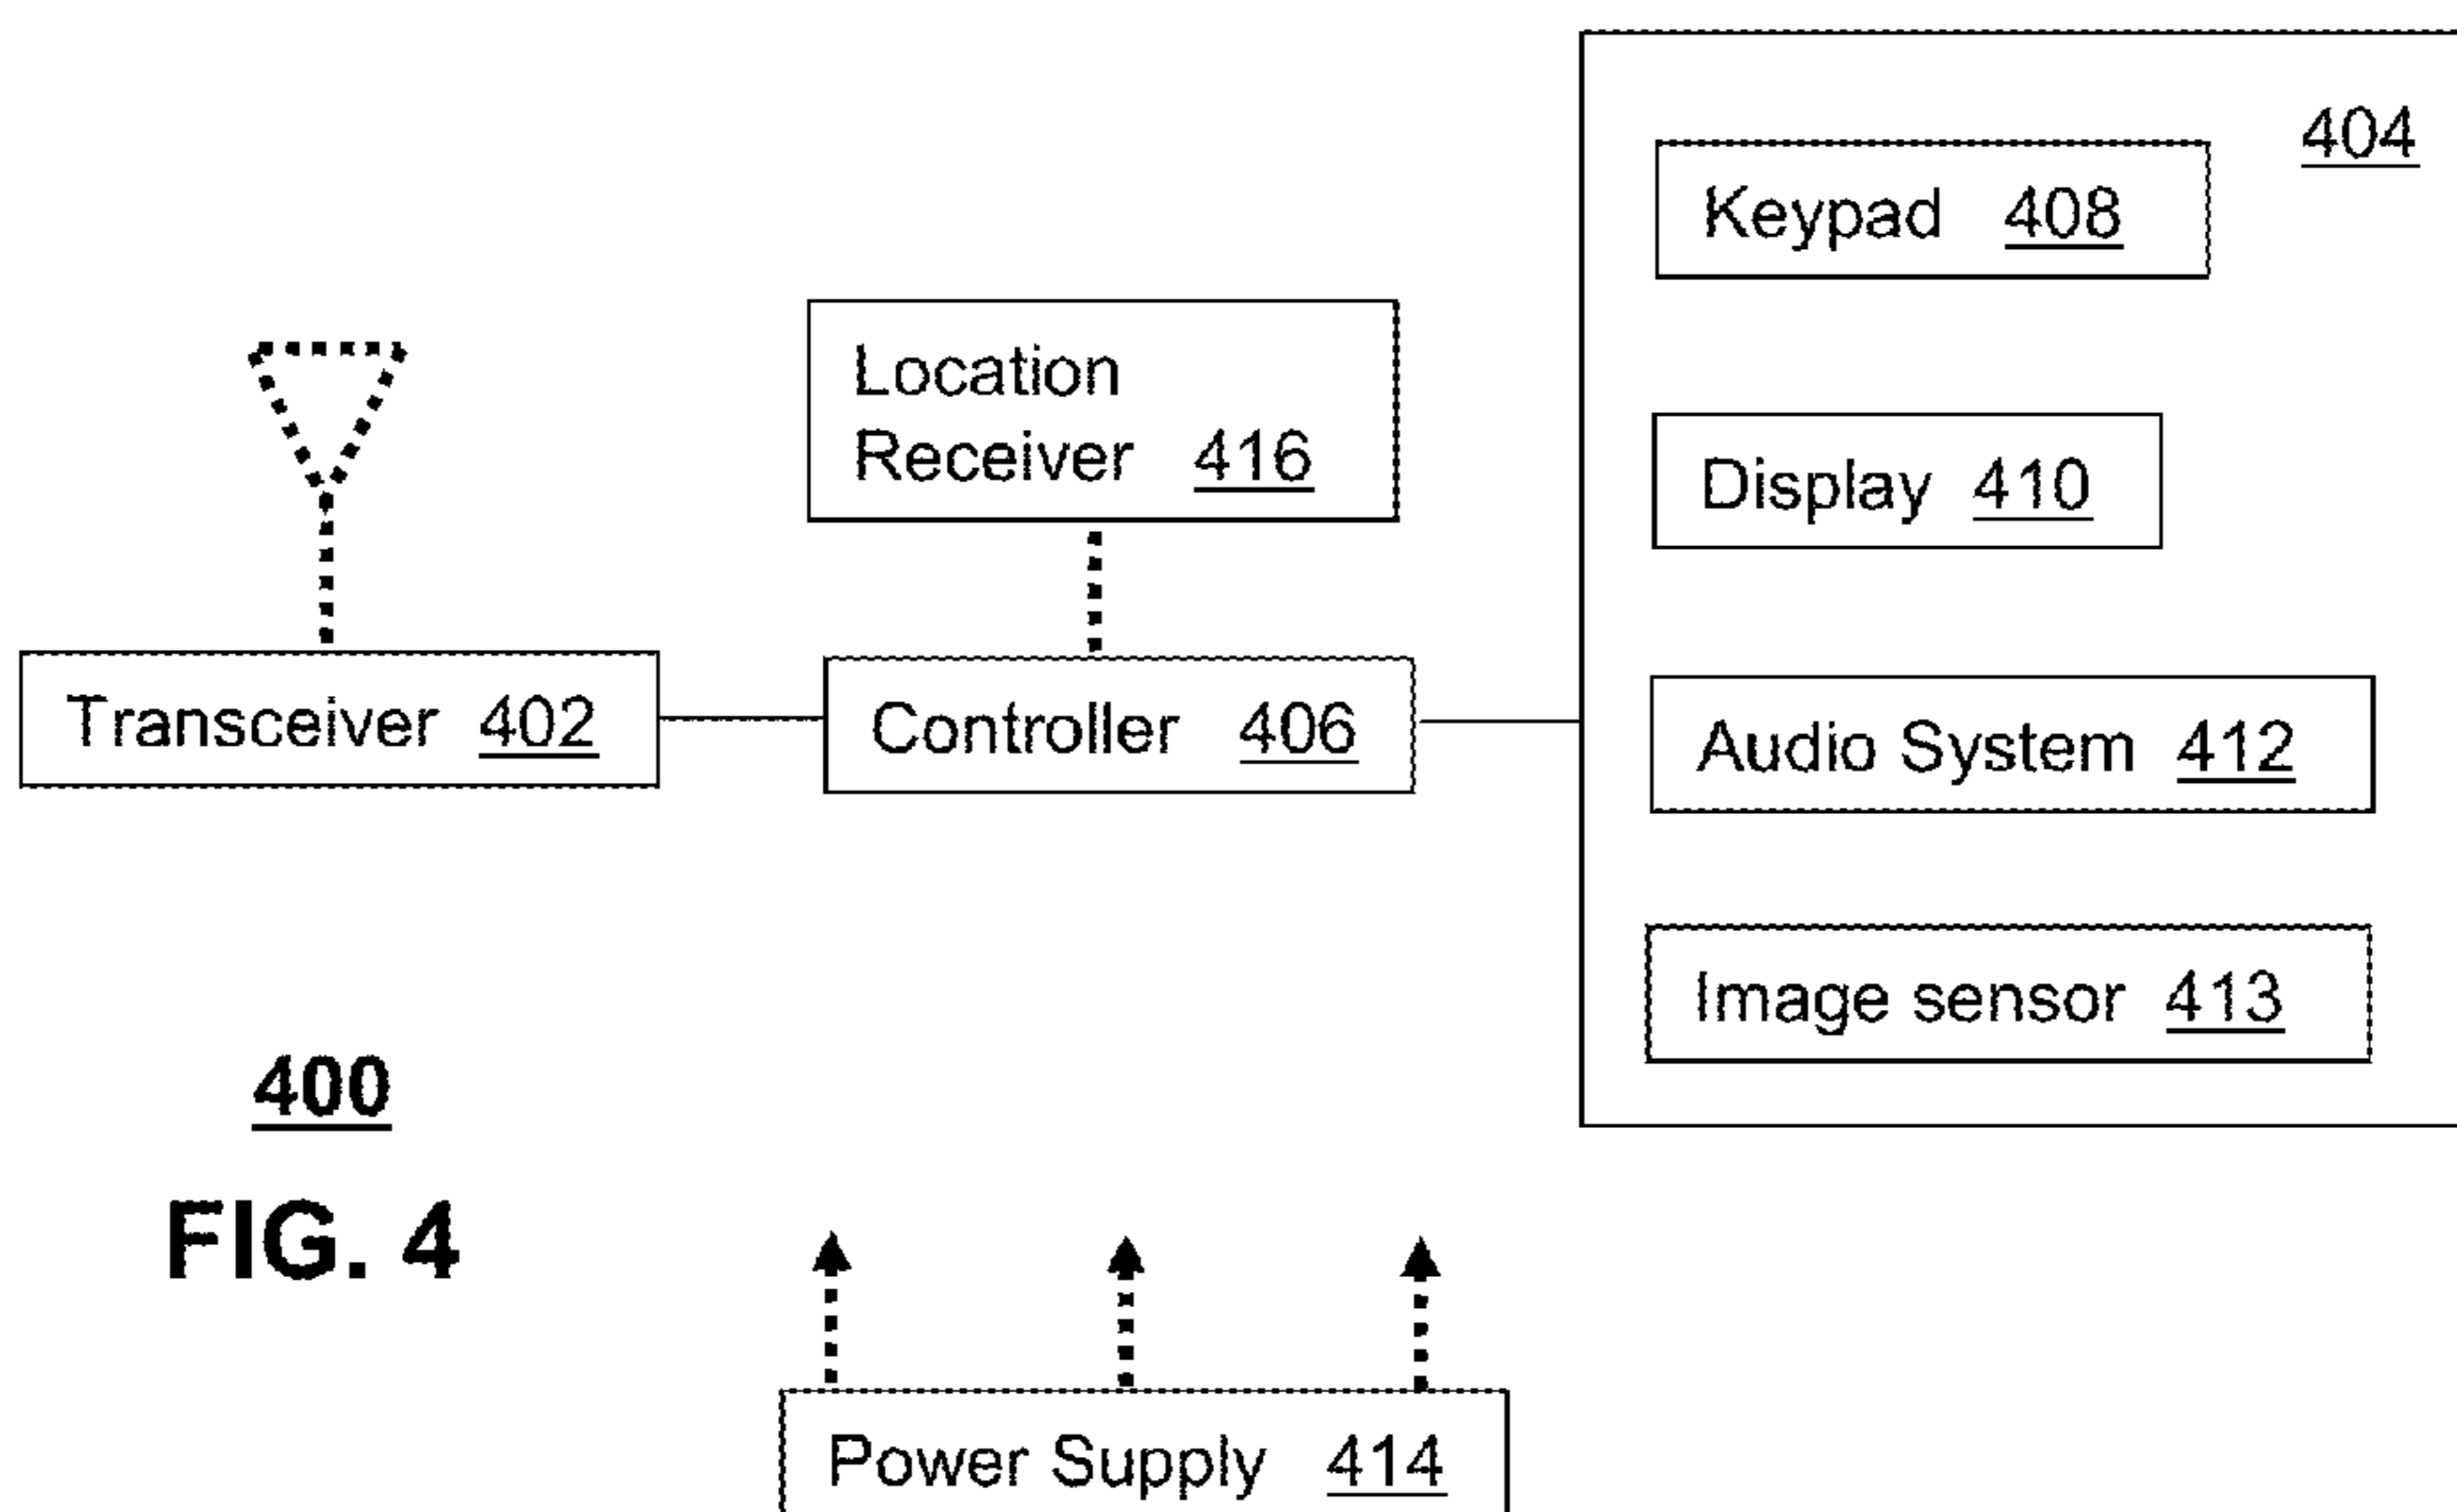 404
Keypad 408
Location
Receiver 416
Display 410
Transceiver 402
Controller 406
Audio System 412
Image sensor 413
400
FIG. 4
Power Supply 414